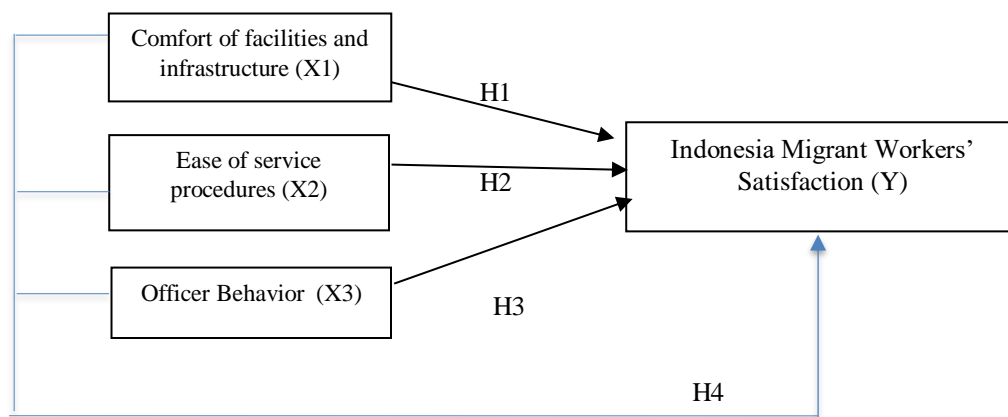 Comfort of facilities and
infrastructure (X1)
H1
Indonesia Migrant Workers’
Satisfaction (Y)
Ease of service
procedures (X2)
H2
Officer Behavior (X3)
H3
H4